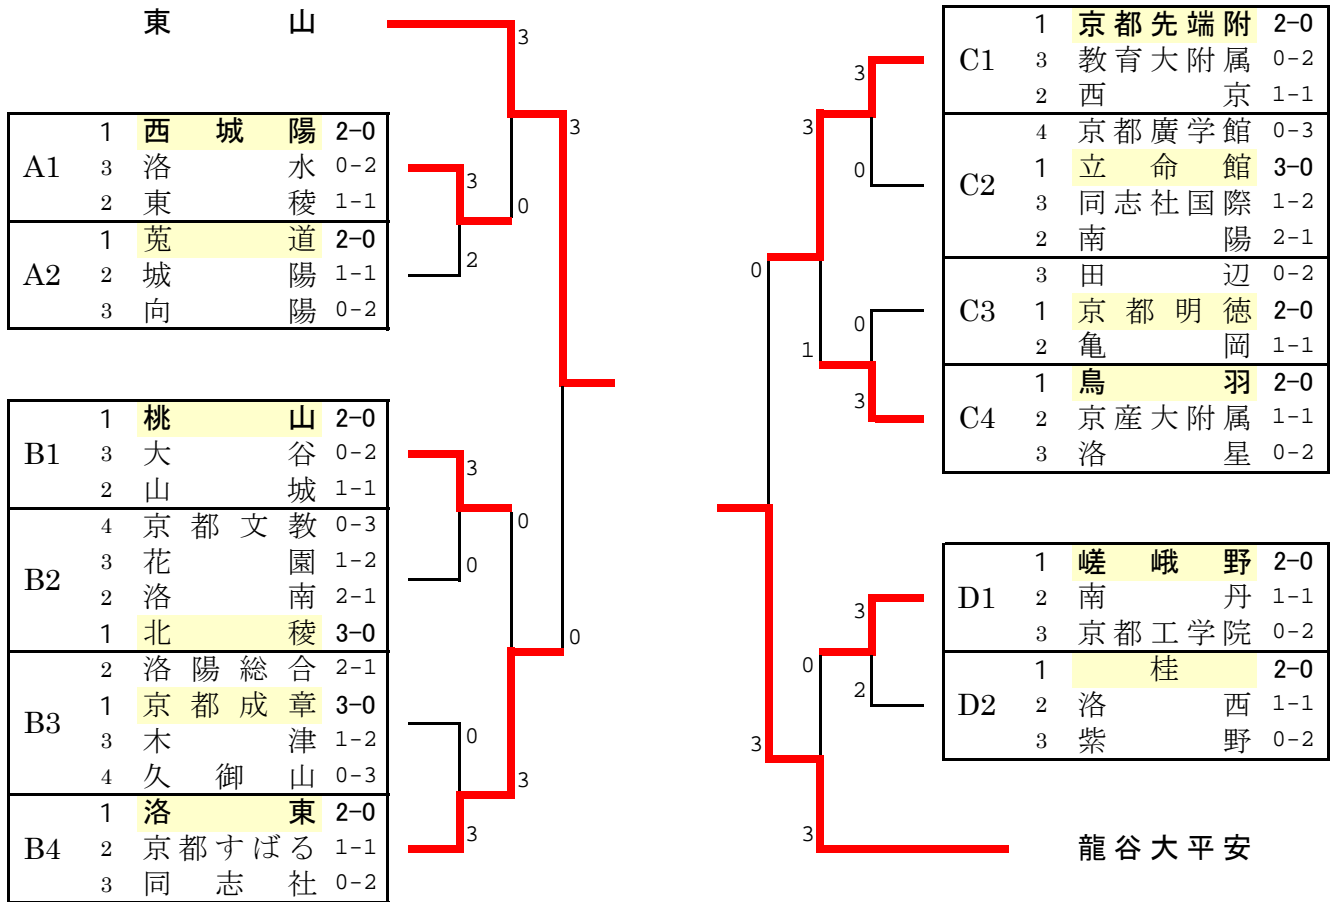 東山
3
A1
1 西城陽 2-0
3 洛水 0-2
2 東稜 1-1
A2
1 莵道 2-0
2 城陽 1-1
3 向陽 0-2
3
2
0
3
B1
1 桃山 2-0
3 大谷 0-2
2 山城 1-1
B2
4 京都文教 0-3
3 花園 1-2
2 洛南 2-1
1 北稜 3-0
B3
2 洛陽総合 2-1
1 京都成章 3-0
3 木津 1-2
4 久御山 0-3
B4
1 洛東 2-0
2 京都すばる 1-1
3 同志社 0-2
3
0
0
0
0
3
3
C1
1 京都先端附 2-0
3 教育大附属 0-2
2 西京 1-1
C2
4 京都廣学館 0-3
1 立命館 3-0
3 同志社国際 1-2
2 南陽 2-1
C3
3 田辺 0-2
1 京都明徳 2-0
2 亀岡 1-1
C4
1 鳥羽 2-0
2 京産大附属 1-1
3 洛星 0-2
3
3
0
0
0
1
3
D1
1 嵯峨野 2-0
2 南丹 1-1
3 京都工学院 0-2
D2
1 桂 2-0
2 洛西 1-1
3 紫野 0-2
3
0
2
3
3
龍谷大平安